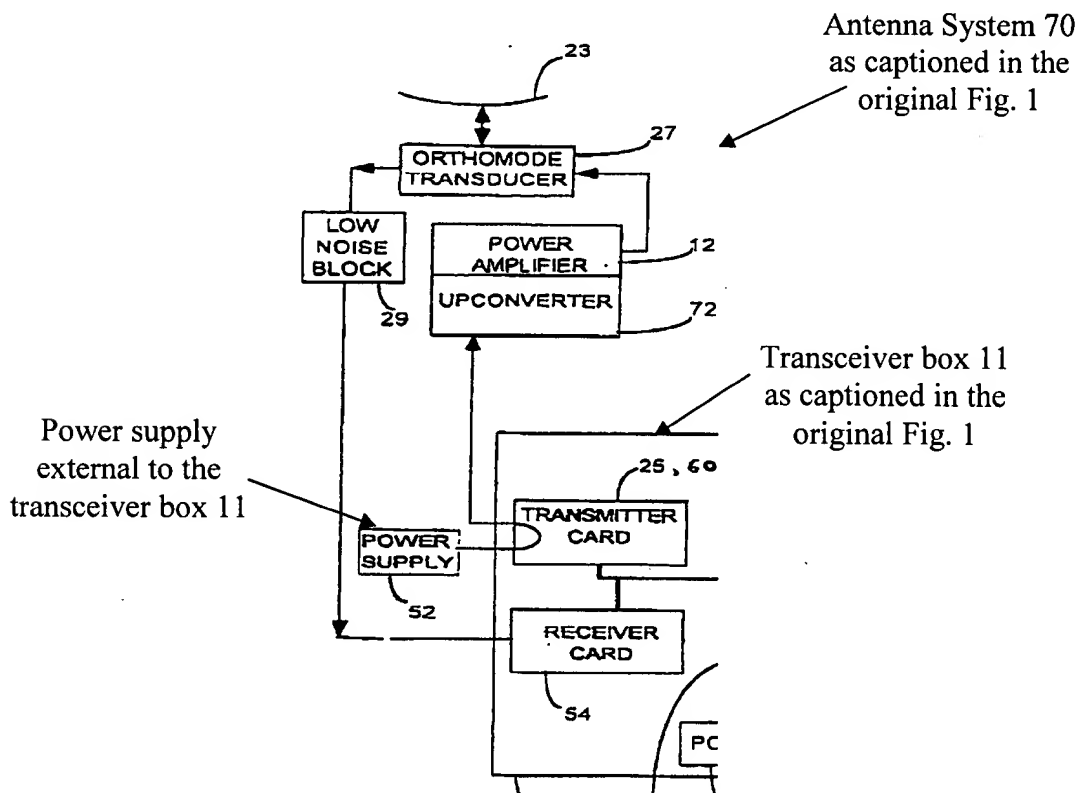 Antenna System 70
as captioned in the
original Fig. 1
23
27
ORTHOMODE
TRANSDUCER
LOW
NOISE
BLOCK
29
POWER
AMPLIFIER
12
UPCONVERTER
72
Transceiver box 11
as captioned in the
original Fig. 1
Power supply
external to the
transceiver box 11
25, 60
TRANSMITTER
CARD
POWER
SUPPLY
52
RECEIVER
CARD
54
PC